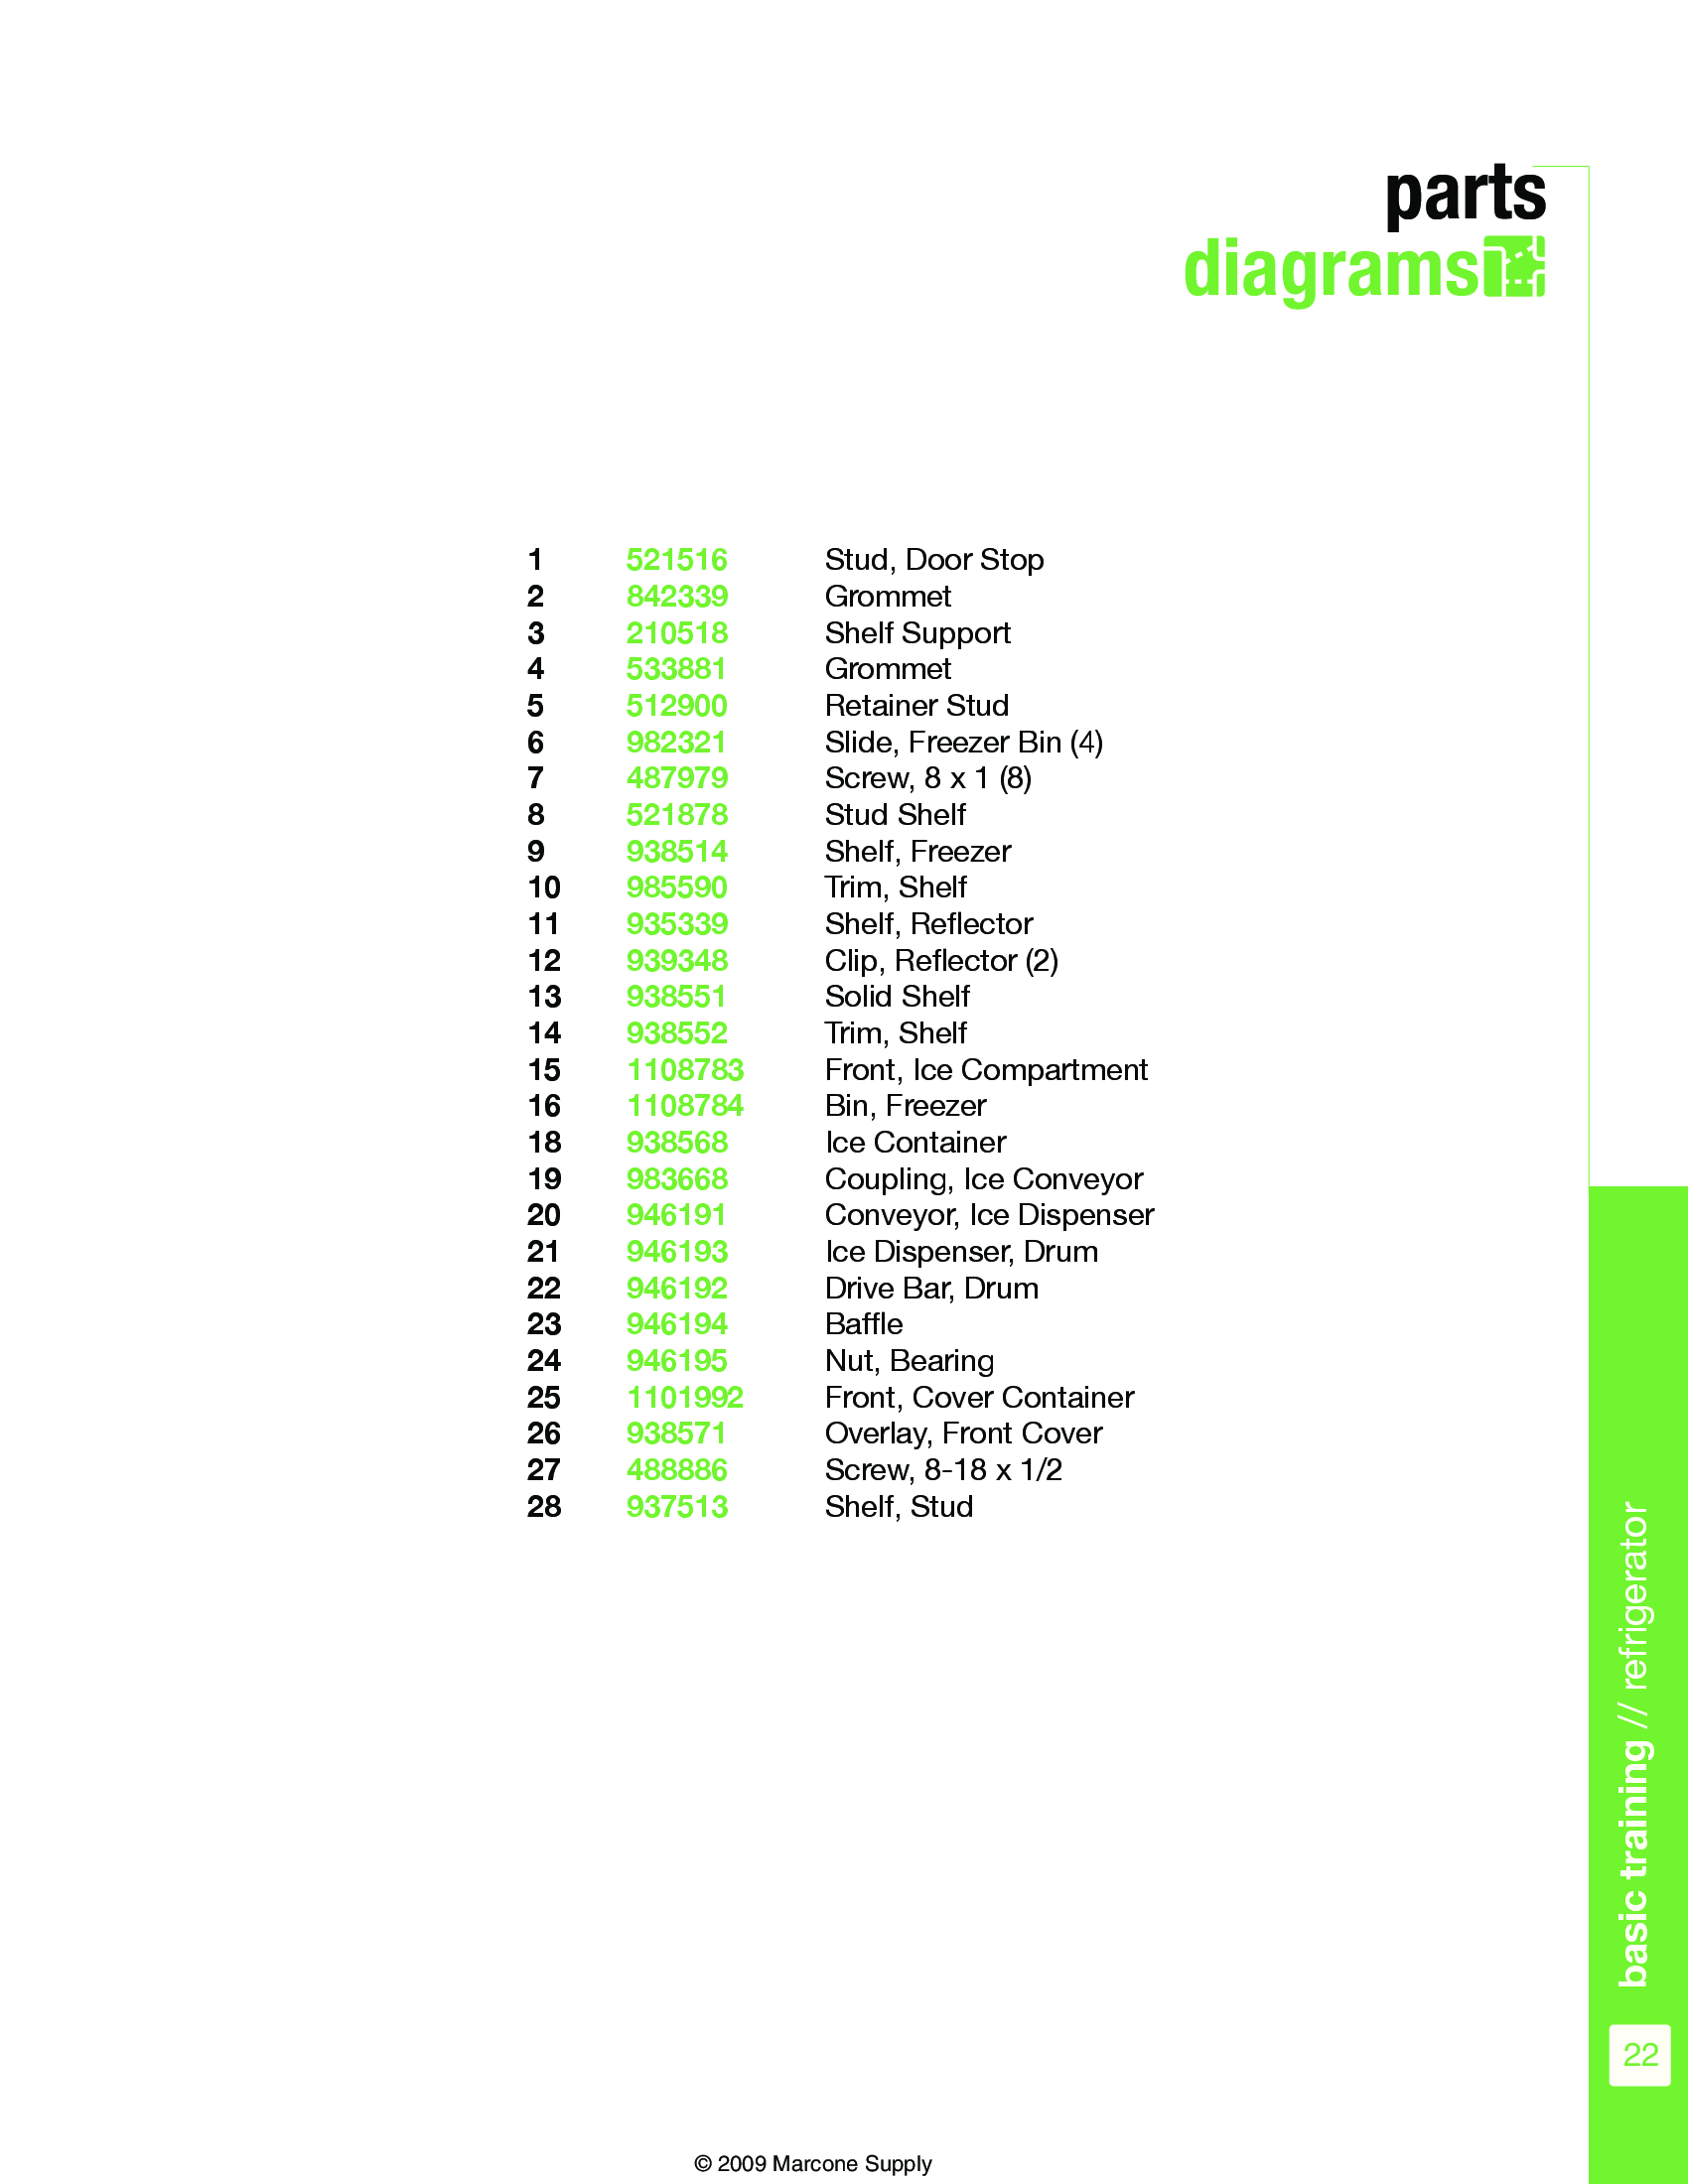 parts
diagrams
1 521516 Stud, Door Stop
2 842339 Grommet
3 210518 Shelf Support
4 533881 Grommet
5 512900 Retainer Stud
6 982321 Slide, Freezer Bin (4)
7 487979 Screw, 8 x 1 (8)
8 521878 Stud Shelf
9 938514 Shelf, Freezer
10 985590 Trim, Shelf
11 935339 Shelf, Reflector
12 939348 Clip, Reflector (2)
13 938551 Solid Shelf
14 938552 Trim, Shelf
15 1108783 Front, Ice Compartment
16 1108784 Bin, Freezer
18 938568 Ice Container
19 983668 Coupling, Ice Conveyor
20 946191 Conveyor, Ice Dispenser
21 946193 Ice Dispenser, Drum
22 946192 Drive Bar, Drum
23 946194 Baffle
24 946195 Nut, Bearing
25 1101992 Front, Cover Container
26 938571 Overlay, Front Cover
27 488886 Screw, 8-18 x 1/2
28 937513 Shelf, Stud
basic training // refrigerator
22
© 2009 Marcone Supply